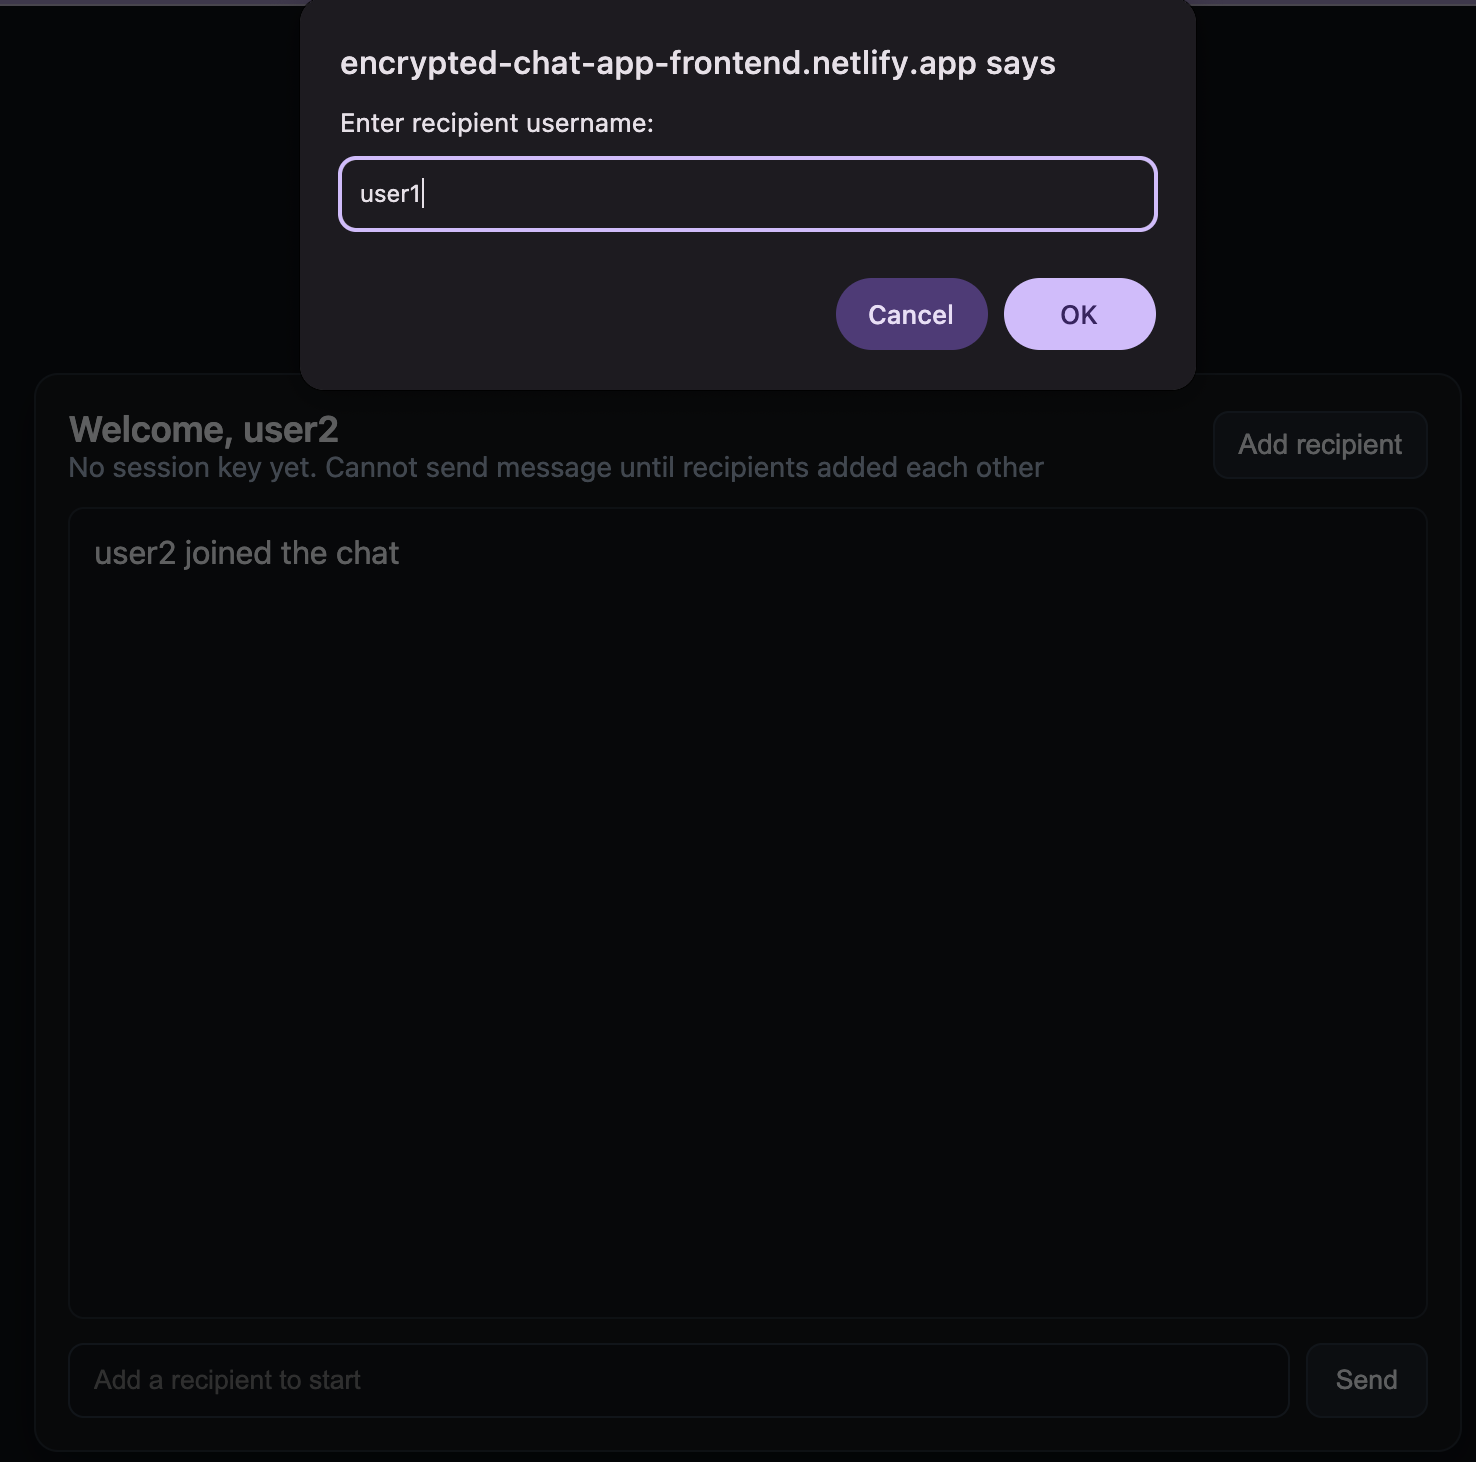 encrypted-chat-app-frontend.netlify.app says
Enter recipient username:
user1
Cancel
OK
Welcome, user2
Add recipient
No session key yet. Cannot send message until recipients added each other
user2 joined the chat
Add a recipient to start
Send